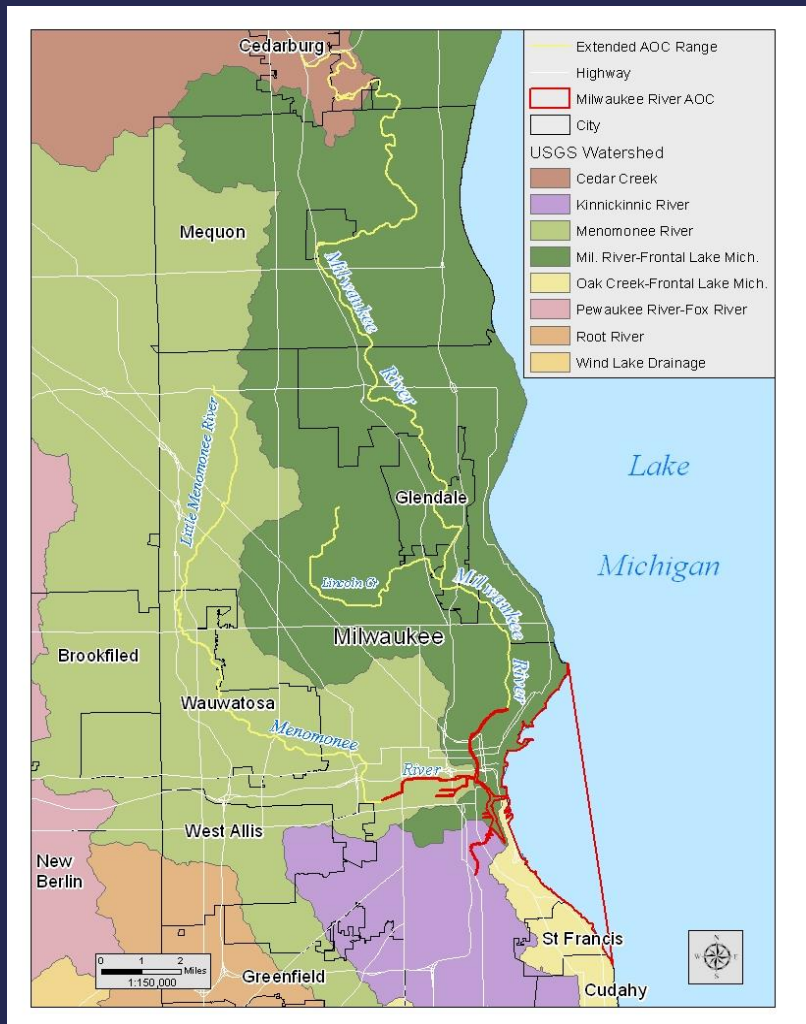 Cedarburg
Extended AOC Range
Highway
Milwaukee River AOC
City
USGS Watershed
Cedar Creek
Kinnickinnic River
Menomonee River
Mil. River-Frontal Lake Mich.
Oak Creek-Frontal Lake Mich.
Pewaukee River-Fox River
Root River
Wind Lake Drainage
Mequon
Milwaukee
River
Little Menomonee River
Glendale
Lake
Michigan
Lincoln Cr
Milwaukee
River
Milwaukee
Brookfiled
Wauwatosa
Menomonee
River
West Allis
New
Berlin
St Francis
Greenfield
Cudahy
0 1 2
Miles
1:150,000
N
W E
S